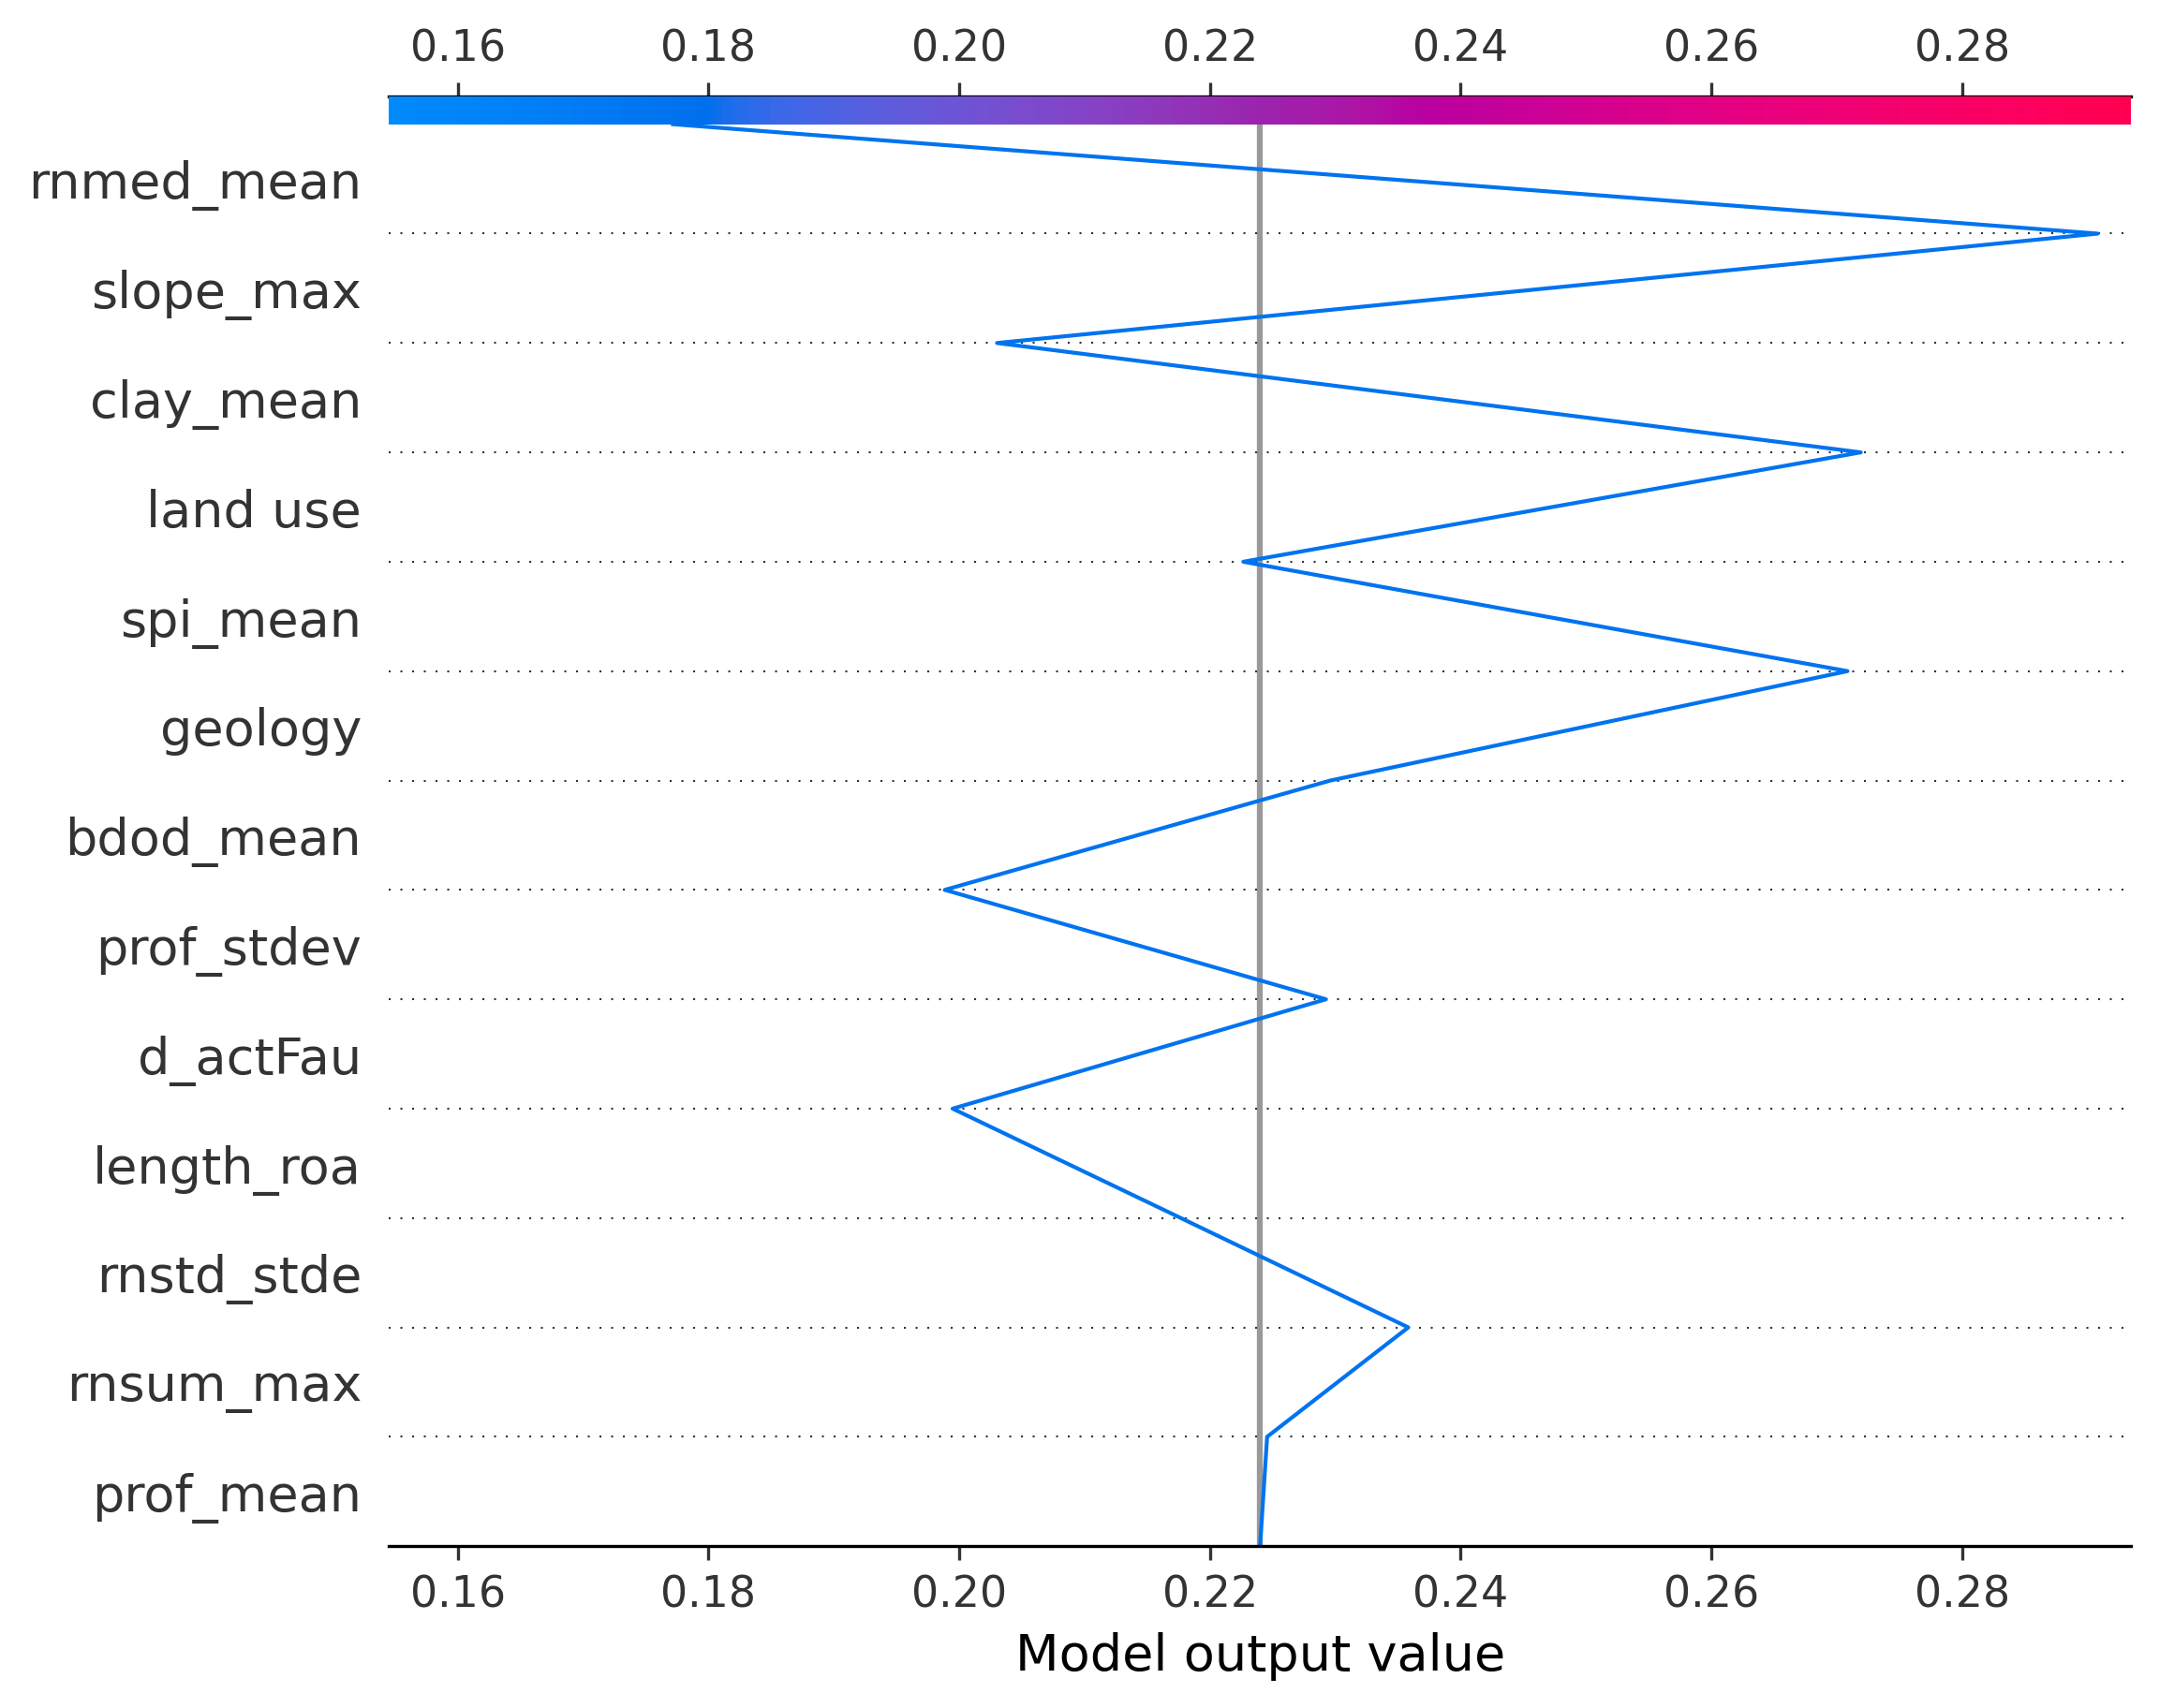 0.16 0.18 0.20 0.22 0.24 0.26 0.28
rnmed_mean
slope_max
clay_mean
land use
spi_mean
geology
bdod_mean
prof_stdev
d_actFau
length_roa
rnstd_stde
rnsum_max
prof_mean
0.16 0.18 0.20 0.22 0.24 0.26 0.28
Model output value